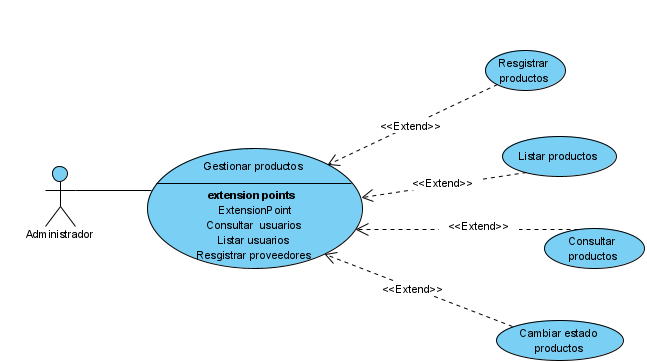 Resgistrar
productos
<<Extend>>
Gestionar productos
Listar productos
extension points
<<Extend>>
ExtensionPoint
Consultar usuarios
<<Extend>>
Administrador
Listar usuarios
Consultar
productos
Resgistrar proveedores
<<Extend>>
Cambiar estado
productos